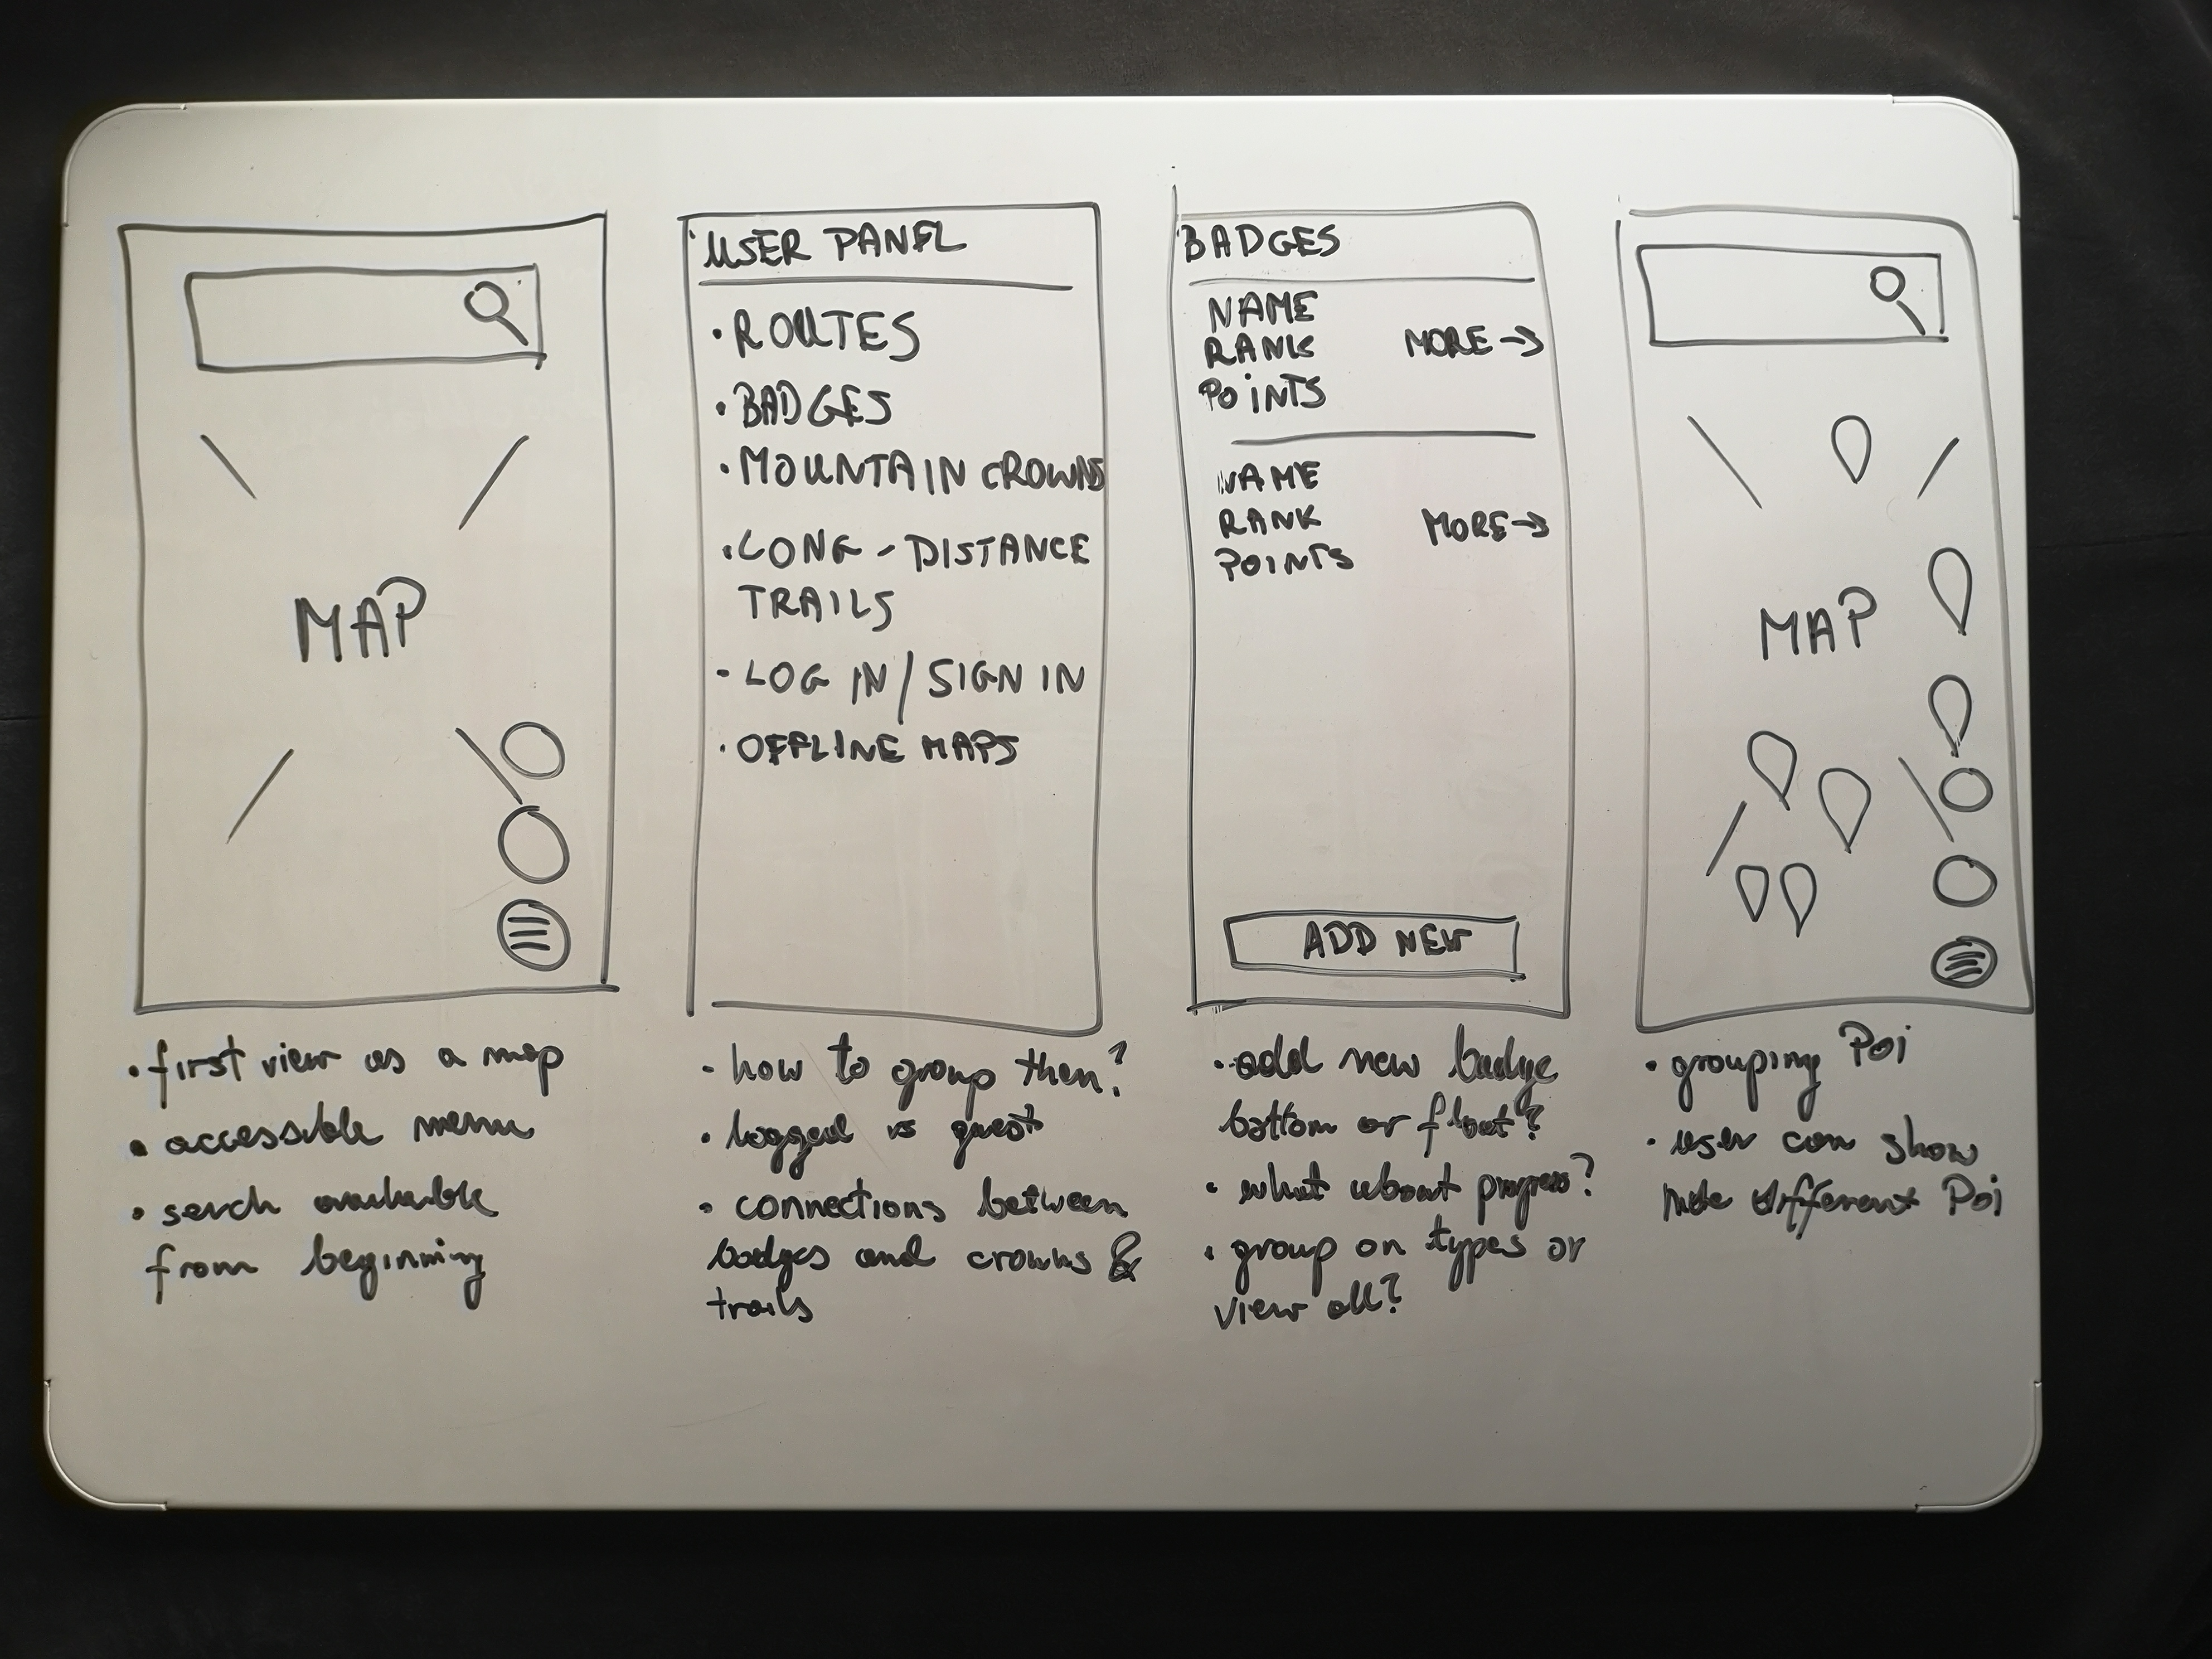 MAP
• first view as a map
• accessible menu
• serch available
from beginning
USER PANEL
• ROUTES
• BADGES
• MOUNTAIN CROWNS
• LONG - DISTANCE
TRAILS
- LOG IN / SIGN IN
• OFFLINE MAPS
- how to group them?
• logged vs guest
• connections between
badges and crowns &
trails
BADGES
NAME
RANK
MORE →
POINTS
NAME
RANK
MORE →
POINTS
ADD NEW
• add new badge
bottom or float?
• what about progress?
• group on types or
view all?
MAP
• grouping Poi
• user can show
hide different Poi